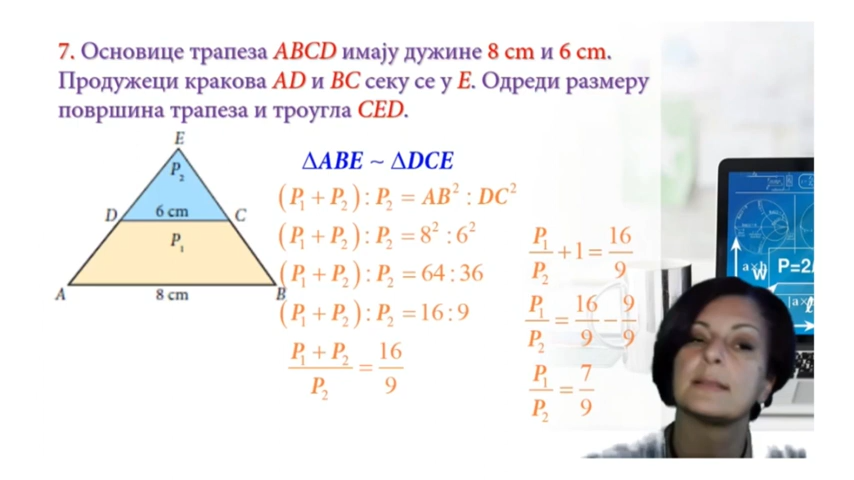 7. Основице трапеза ABCD имају дужине 8 cm и 6 cm.
Продужеци кракова AD и BC секу се у E. Одреди размеру
површина трапеза и троугла CED.
E
P₂
D 6 cm C
P₁
A 8 cm B
ΔABE ~ ΔDCE
(P₁ + P₂) : P₂ = AB² : DC²
(P₁ + P₂) : P₂ = 8² : 6²
(P₁ + P₂) : P₂ = 64 : 36
(P₁ + P₂) : P₂ = 16 : 9
(P₁ + P₂)/P₂ = 16/9
P₁/P₂ + 1 = 16/9
P₁/P₂ = 16/9 − 9/9
P₁/P₂ = 7/9